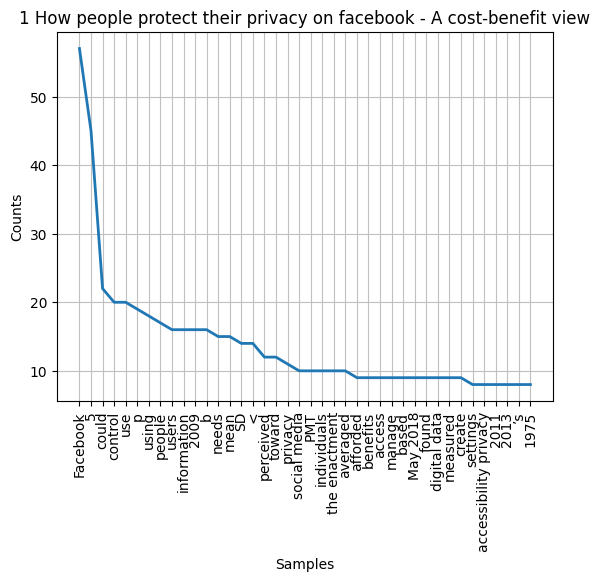 1 How people protect their privacy on facebook - A cost-benefit view
Counts
50
40
30
20
10
Facebook
5
could
control
use
p
using
people
users
information
2009
b
needs
mean
SD
<
perceived
toward
privacy
social media
PMT
individuals
the enactment
averaged
afforded
benefits
access
manage
based
May 2018
found
digital data
measured
create
settings
accessibility privacy
2011
2013
's
1975
Samples